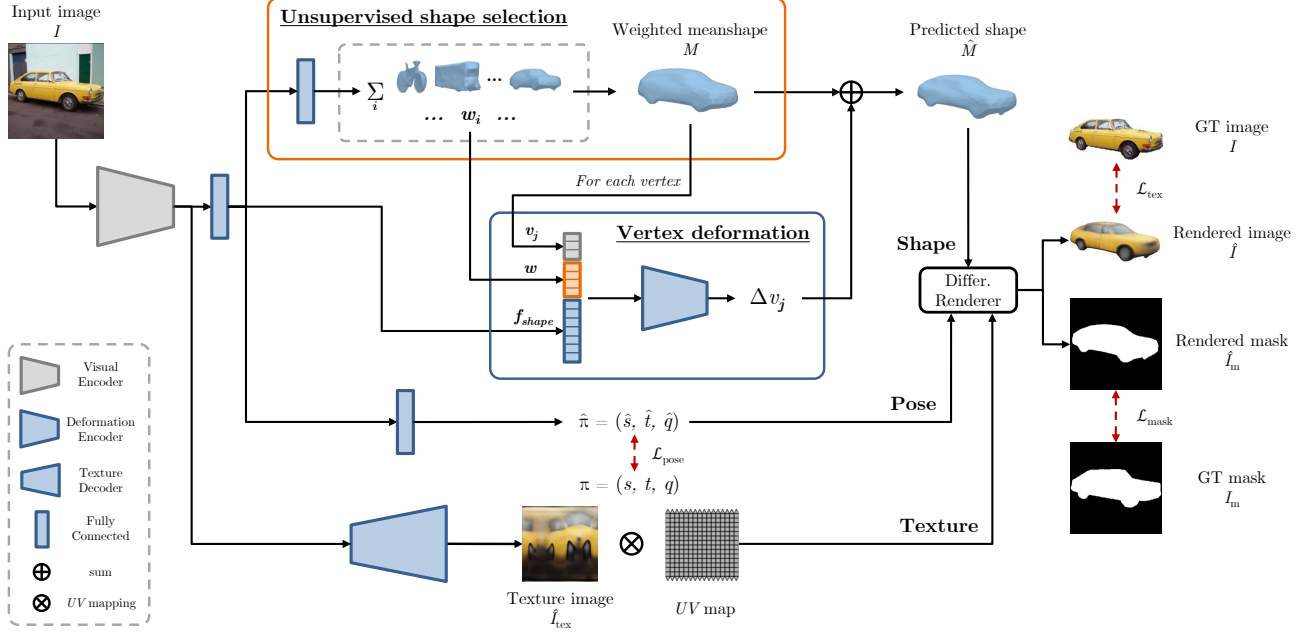 Input image
I
Unsupervised shape selection
∑
i
...
... w_i ...
Weighted meanshape
M
Predicted shape
M̂
GT image
I
ℒ_tex
Rendered image
Î
For each vertex
Vertex deformation
v_j
w
f_shape
Δv_j
Shape
Differ.
Renderer
Rendered mask
Î_m
ℒ_mask
GT mask
I_m
Pose
π̂ = (ŝ, t̂, q̂)
ℒ_pose
π = (s, t, q)
Texture
Texture image
Î_tex
UV map
Visual
Encoder
Deformation
Encoder
Texture
Decoder
Fully
Connected
sum
UV mapping